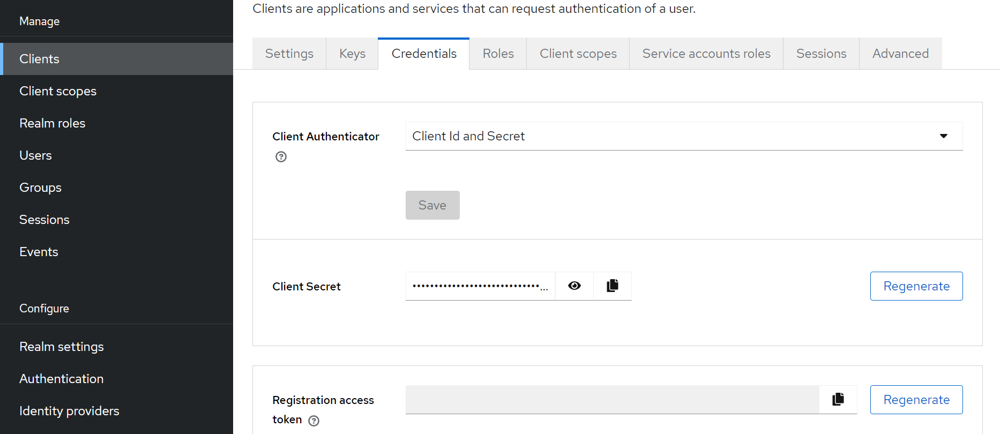 Manage
Clients
Client scopes
Realm roles
Users
Groups
Sessions
Events
Configure
Realm settings
Authentication
Identity providers
Clients are applications and services that can request authentication of a user.
Settings Keys Credentials Roles Client scopes Service accounts roles Sessions Advanced
Client Authenticator Client Id and Secret
Save
Client Secret ••••••••••••••••••••••••••••• ... Regenerate
Registration access
token
Regenerate